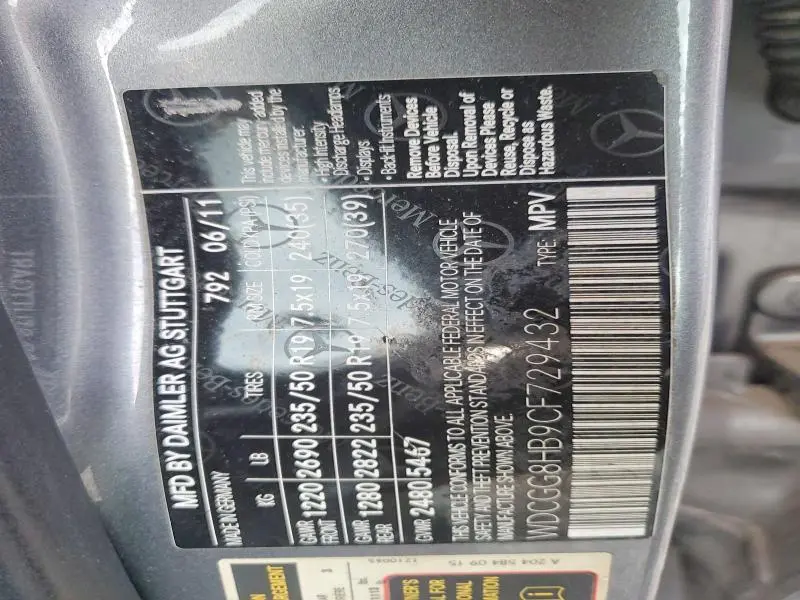 MFD BY DAIMLER AG STUTTGART
MADE IN GERMANY 792 06/11
KG LB TIRES RIM SIZE COLD KPA (PSI)
GAWR FRONT 1220 2690 235/50 R19 7.5x19 240(35)
GAWR REAR 1280 2822 235/50 R19 7.5x19 270(39)
GVWR 2480 5467
THIS VEHICLE CONFORMS TO ALL APPLICABLE FEDERAL MOTOR VEHICLE
SAFETY AND THEFT PREVENTION STANDARDS IN EFFECT ON THE DATE OF
MANUFACTURE SHOWN ABOVE.
WDCGG8HB9CF729432 TYPE: MPV
This vehicle may
include mercury-added
devices installed by the
manufacturer:
• High Intensity
Discharge Headlamps
• Displays
• Back-lit Instruments
Remove Devices
Before Vehicle
Disposal.
Upon Removal of
Devices Please
Reuse, Recycle or
Dispose as
Hazardous Waste.
A 204 584 09 15